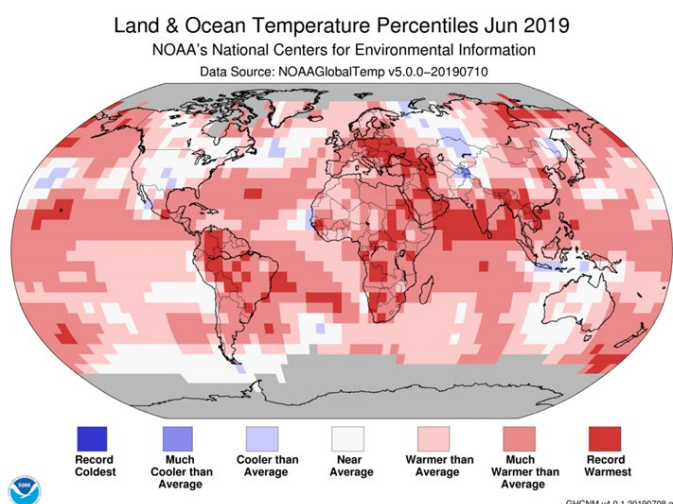 Land & Ocean Temperature Percentiles Jun 2019
NOAA's National Centers for Environmental Information
Data Source: NOAAGlobalTemp v5.0.0–20190710
Record
Coldest
Much
Cooler than
Average
Cooler than
Average
Near
Average
Warmer than
Average
Much
Warmer than
Average
Record
Warmest